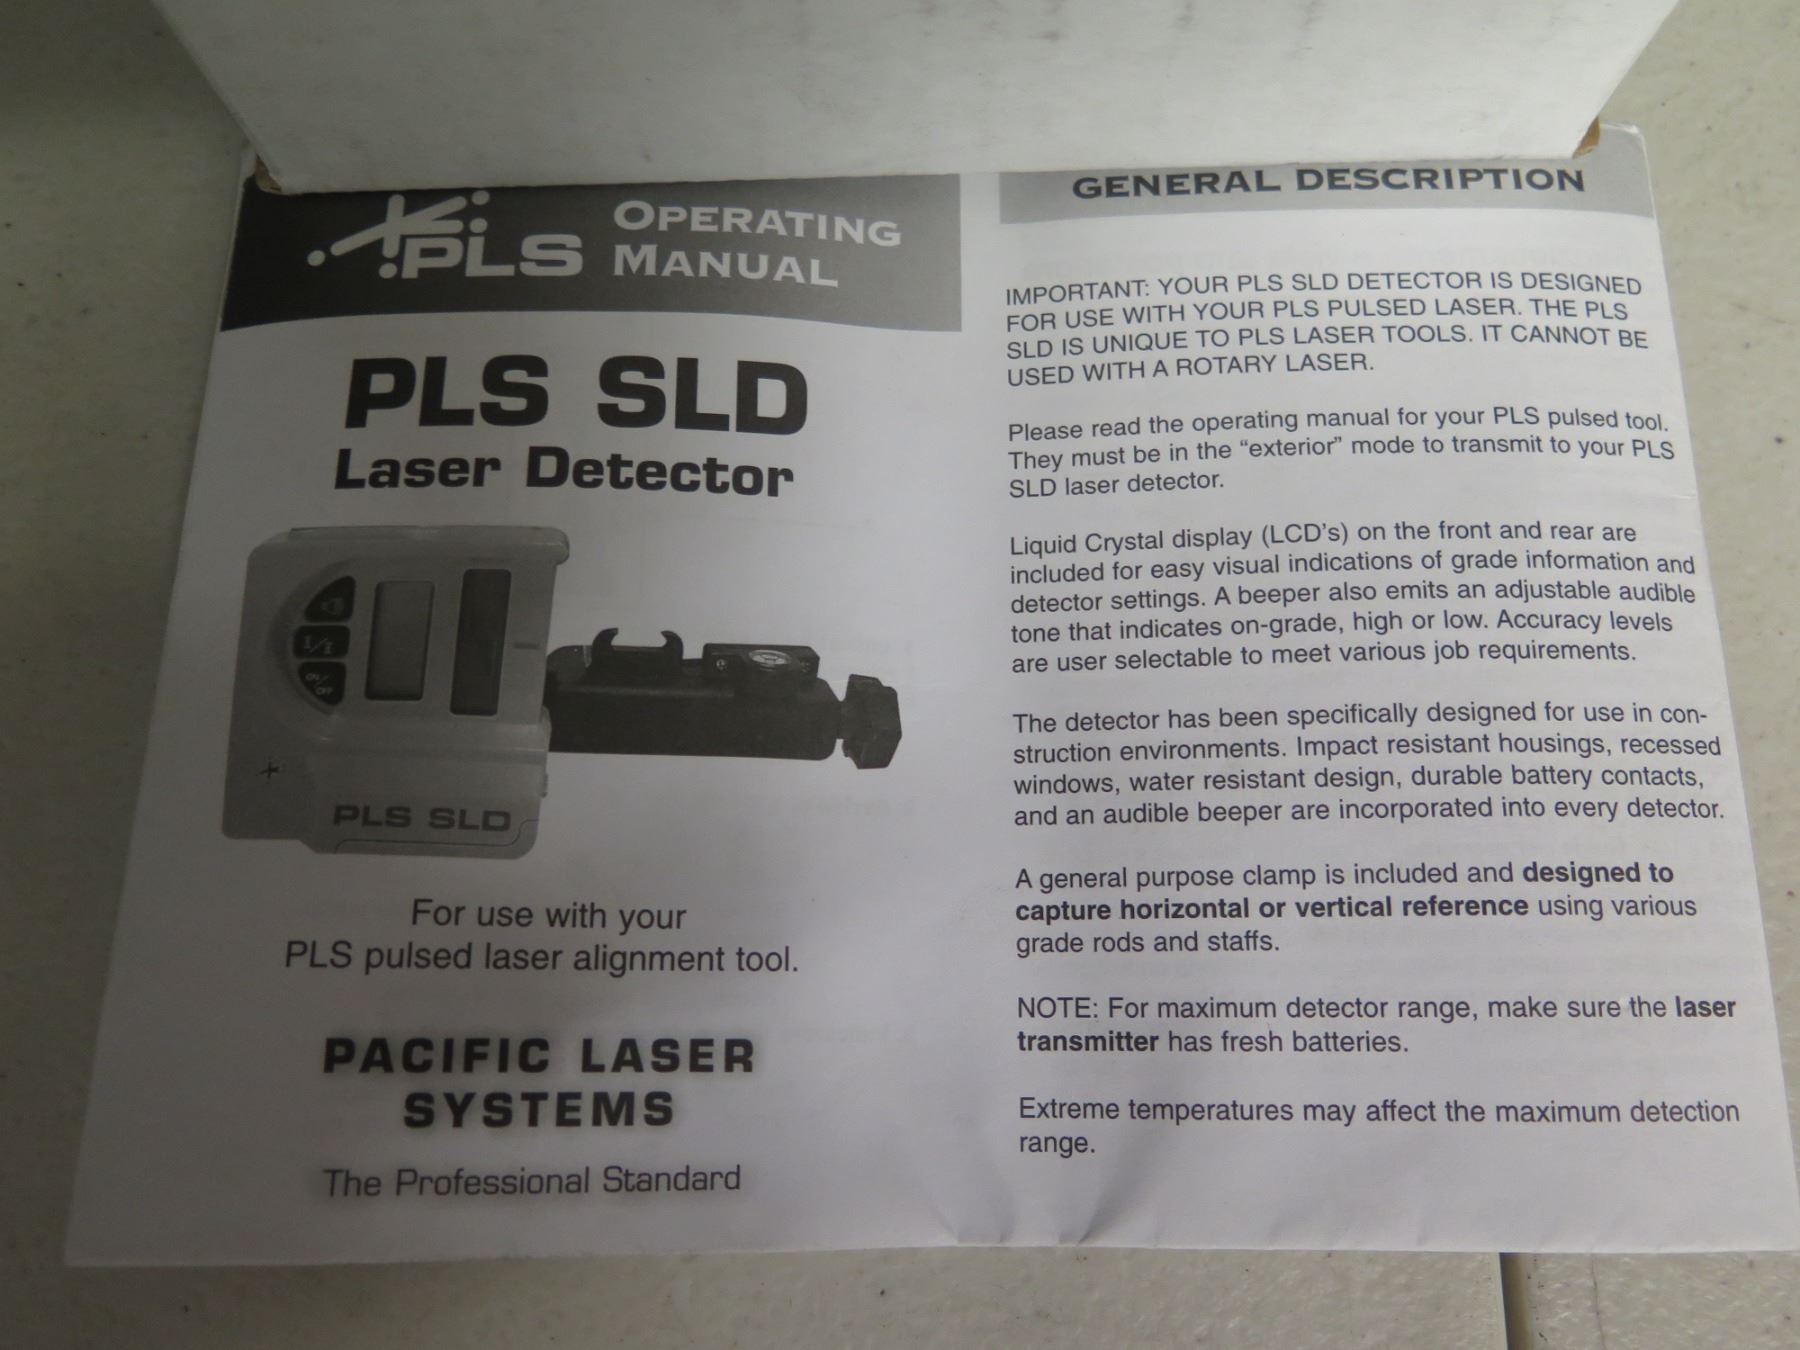 PLS
OPERATING
MANUAL
PLS SLD
Laser Detector
ON/
OFF
PLS SLD
For use with your
PLS pulsed laser alignment tool.
PACIFIC LASER
SYSTEMS
The Professional Standard
GENERAL DESCRIPTION
IMPORTANT: YOUR PLS SLD DETECTOR IS DESIGNED
FOR USE WITH YOUR PLS PULSED LASER. THE PLS
SLD IS UNIQUE TO PLS LASER TOOLS. IT CANNOT BE
USED WITH A ROTARY LASER.
Please read the operating manual for your PLS pulsed tool.
They must be in the “exterior” mode to transmit to your PLS
SLD laser detector.
Liquid Crystal display (LCD’s) on the front and rear are
included for easy visual indications of grade information and
detector settings. A beeper also emits an adjustable audible
tone that indicates on-grade, high or low. Accuracy levels
are user selectable to meet various job requirements.
The detector has been specifically designed for use in con-
struction environments. Impact resistant housings, recessed
windows, water resistant design, durable battery contacts,
and an audible beeper are incorporated into every detector.
A general purpose clamp is included and designed to
capture horizontal or vertical reference using various
grade rods and staffs.
NOTE: For maximum detector range, make sure the laser
transmitter has fresh batteries.
Extreme temperatures may affect the maximum detection
range.